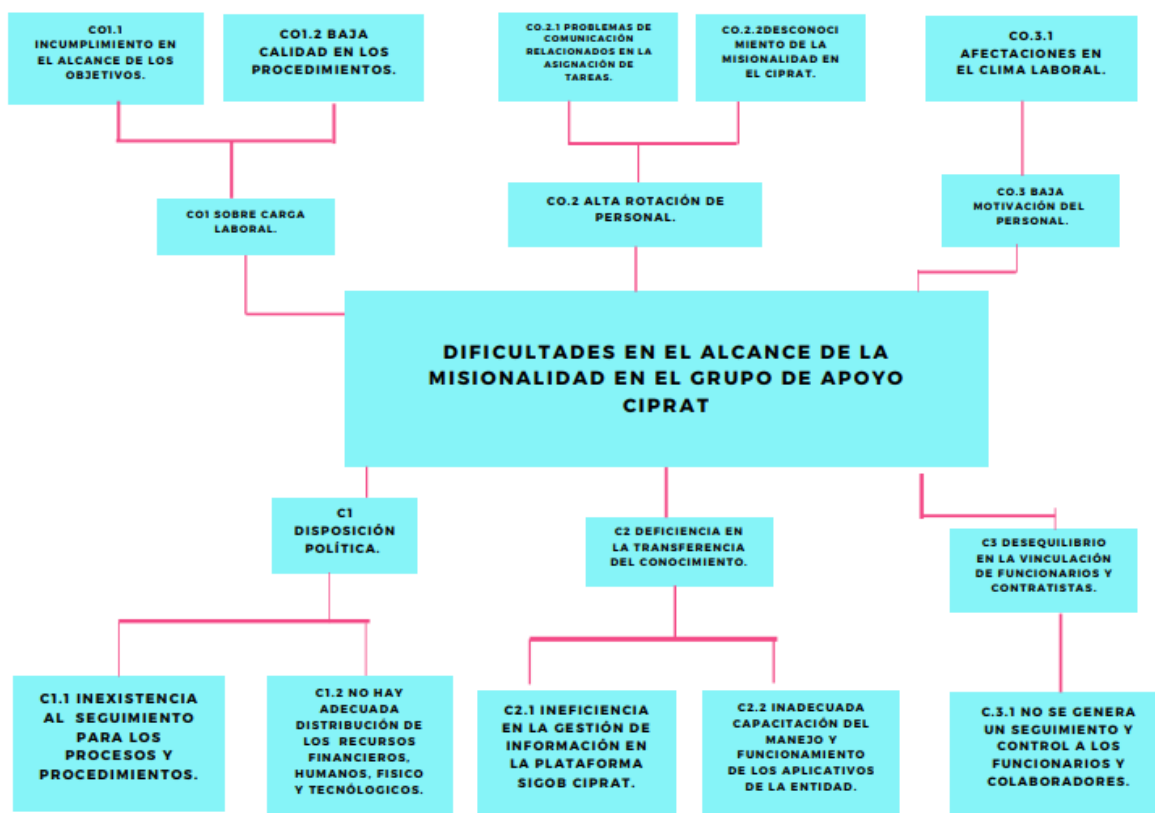 CO1.1
INCUMPLIMIENTO EN
EL ALCANCE DE LOS
OBJETIVOS.
CO1.2 BAJA
CALIDAD EN LOS
PROCEDIMIENTOS.
CO.2.1 PROBLEMAS DE
COMUNICACIÓN
RELACIONADOS EN LA
ASIGNACIÓN DE
TAREAS.
CO.2.2DESCONOCI
MIENTO DE LA
MISIONALIDAD EN
EL CIPRAT.
CO.3.1
AFECTACIONES EN
EL CLIMA LABORAL.
CO1 SOBRE CARGA
LABORAL.
CO.2 ALTA ROTACIÓN DE
PERSONAL.
CO.3 BAJA
MOTIVACIÓN DEL
PERSONAL.
DIFICULTADES EN EL ALCANCE DE LA
MISIONALIDAD EN EL GRUPO DE APOYO
CIPRAT
C1
DISPOSICIÓN
POLÍTICA.
C2 DEFICIENCIA EN
LA TRANSFERENCIA
DEL CONOCIMIENTO.
C3 DESEQUILIBRIO
EN LA VINCULACIÓN
DE FUNCIONARIOS Y
CONTRATISTAS.
C1.1 INEXISTENCIA
AL SEGUIMIENTO
PARA LOS
PROCESOS Y
PROCEDIMIENTOS.
C1.2 NO HAY
ADECUADA
DISTRIBUCIÓN DE
LOS RECURSOS
FINANCIEROS,
HUMANOS, FISICO
Y TECNÓLOGICOS.
C2.1 INEFICIENCIA
EN LA GESTIÓN DE
INFORMACIÓN EN
LA PLATAFORMA
SIGOB CIPRAT.
C2.2 INADECUADA
CAPACITACIÓN DEL
MANEJO Y
FUNCIONAMIENTO
DE LOS APLICATIVOS
DE LA ENTIDAD.
C.3.1 NO SE GENERA
UN SEGUIMIENTO Y
CONTROL A LOS
FUNCIONARIOS Y
COLABORADORES.